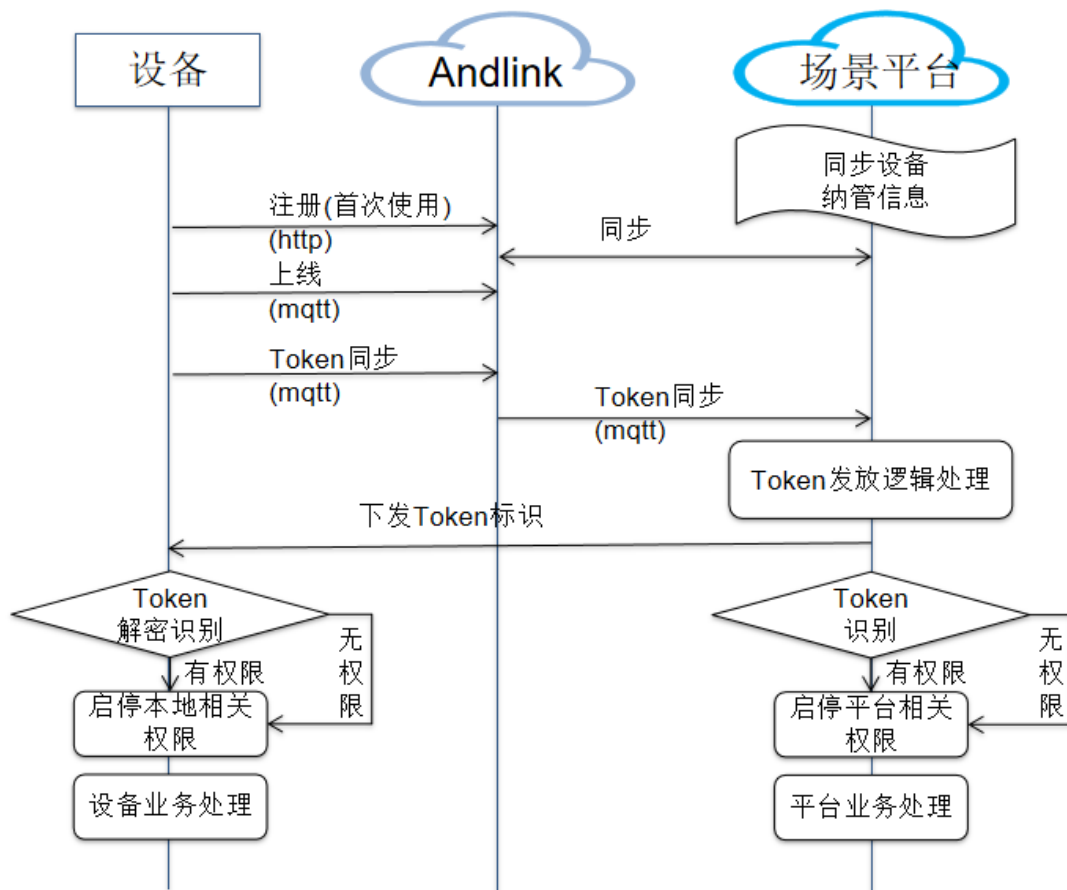 设备
Andlink
场景平台
同步设备
纳管信息
注册(首次使用)
(http)
同步
上线
(mqtt)
Token同步
(mqtt)
Token同步
(mqtt)
Token发放逻辑处理
下发Token标识
Token
解密识别
无
权
限
有权限
启停本地相关
权限
设备业务处理
Token
识别
无
权
限
有权限
启停平台相关
权限
平台业务处理